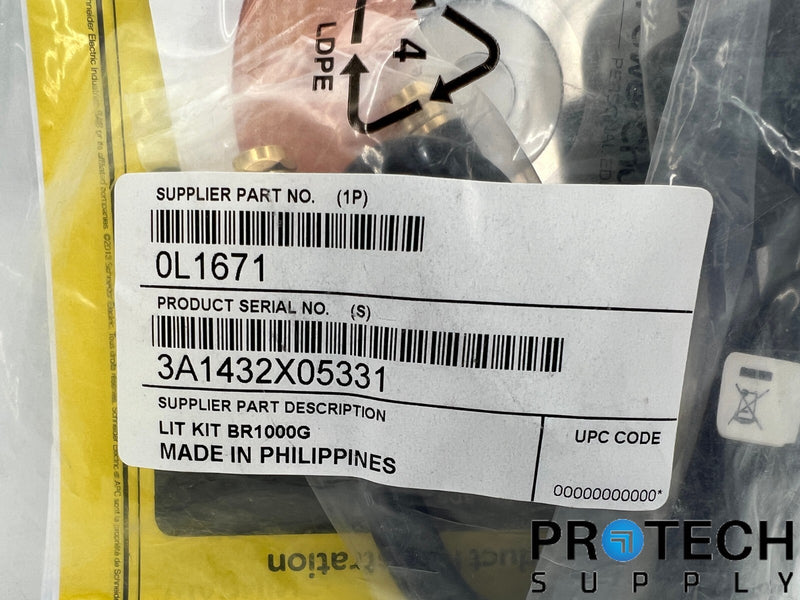 4
LDPE
SUPPLIER PART NO. (1P)
0L1671
PRODUCT SERIAL NO. (S)
3A1432X05331
SUPPLIER PART DESCRIPTION
LIT KIT BR1000G
MADE IN PHILIPPINES
UPC CODE
00000000000*
PROTECH
SUPPLY